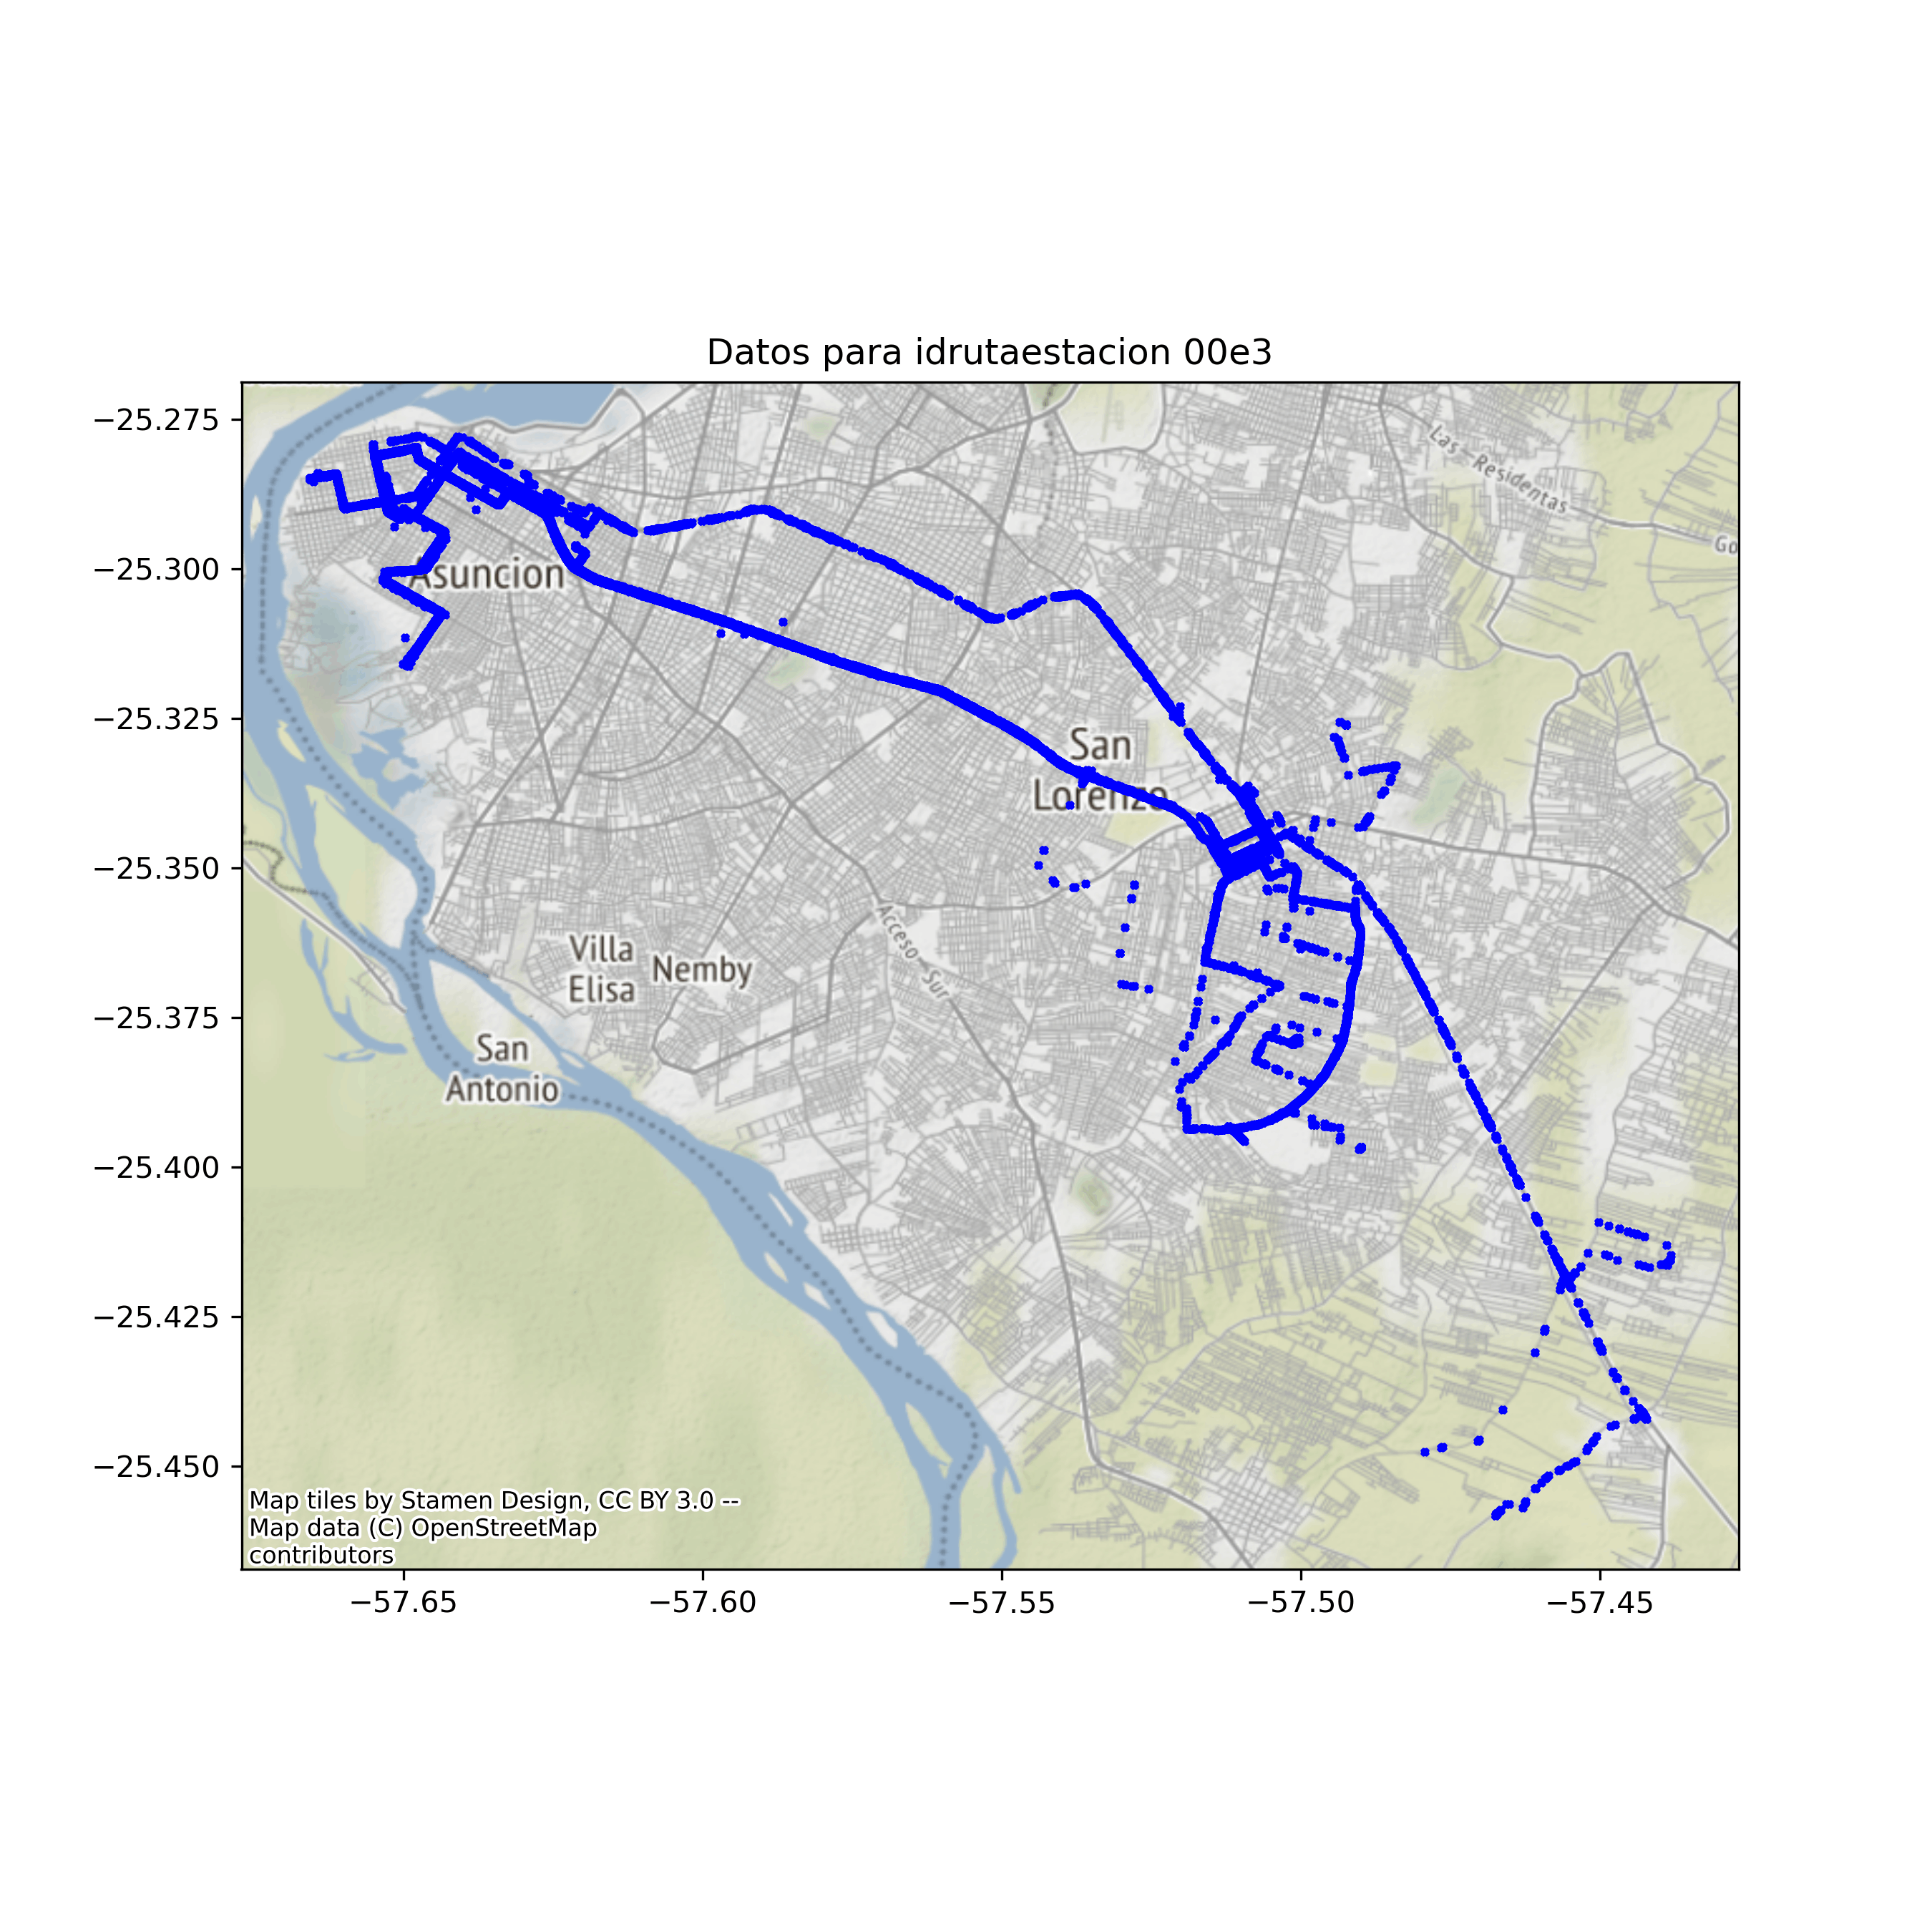 Datos para idrutaestacion 00e3
−25.275
−25.300
−25.325
−25.350
−25.375
−25.400
−25.425
−25.450
Las Residentas
Go
Asuncion
San
Lorenzo
Acceso Sur
Villa
Elisa
Nemby
San
Antonio
Map tiles by Stamen Design, CC BY 3.0 --
Map data (C) OpenStreetMap
contributors
−57.65
−57.60
−57.55
−57.50
−57.45